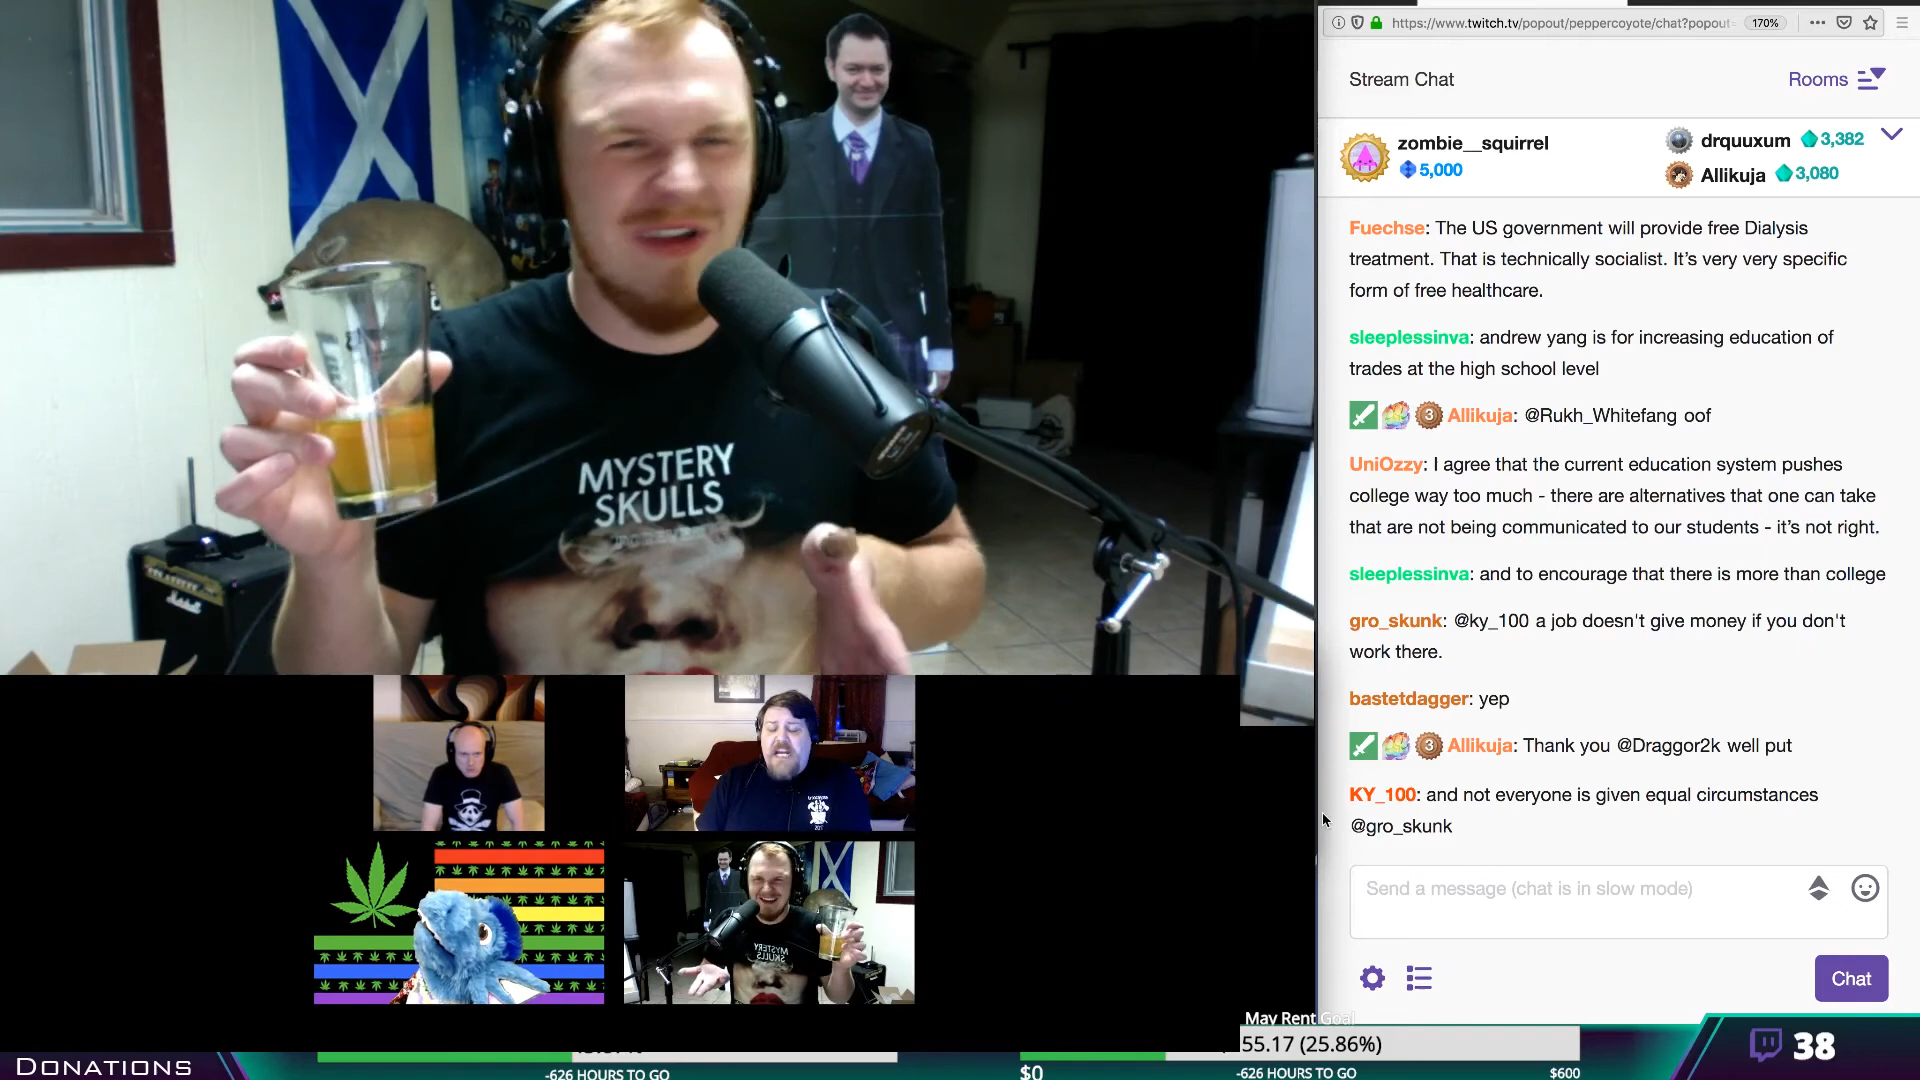 https://www.twitch.tv/popout/peppercoyote/chat?popout
170%
Stream Chat
Rooms
zombie__squirrel
5,000
drquuxum 3,382
Allikuja 3,080
Fuechse: The US government will provide free Dialysis
treatment. That is technically socialist. It’s very very specific
form of free healthcare.
sleeplessinva: andrew yang is for increasing education of
trades at the high school level
3 Allikuja: @Rukh_Whitefang oof
UniOzzy: I agree that the current education system pushes
college way too much - there are alternatives that one can take
that are not being communicated to our students - it’s not right.
sleeplessinva: and to encourage that there is more than college
gro_skunk: @ky_100 a job doesn't give money if you don't
work there.
bastetdagger: yep
3 Allikuja: Thank you @Draggor2k well put
KY_100: and not everyone is given equal circumstances
@gro_skunk
Send a message (chat is in slow mode)
Chat
MYSTERY
SKULLS
MYSTERY
SKULLS
May Rent Goal
55.17 (25.86%)
DONATIONS
-626 HOURS TO GO
$0
-626 HOURS TO GO
$600
38